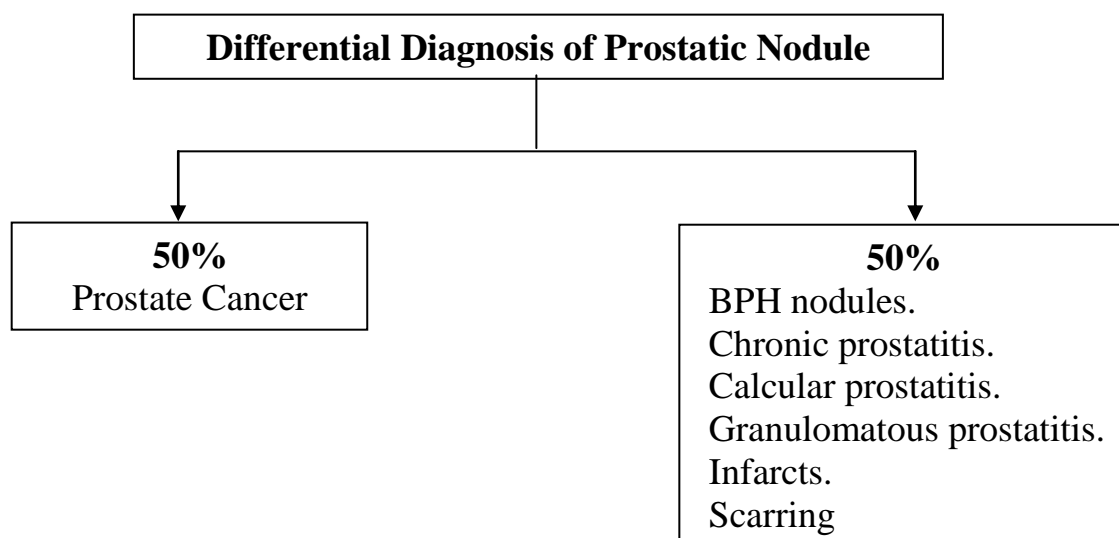 Differential Diagnosis of Prostatic Nodule
50%
Prostate Cancer
50%
BPH nodules.
Chronic prostatitis.
Calcular prostatitis.
Granulomatous prostatitis.
Infarcts.
Scarring